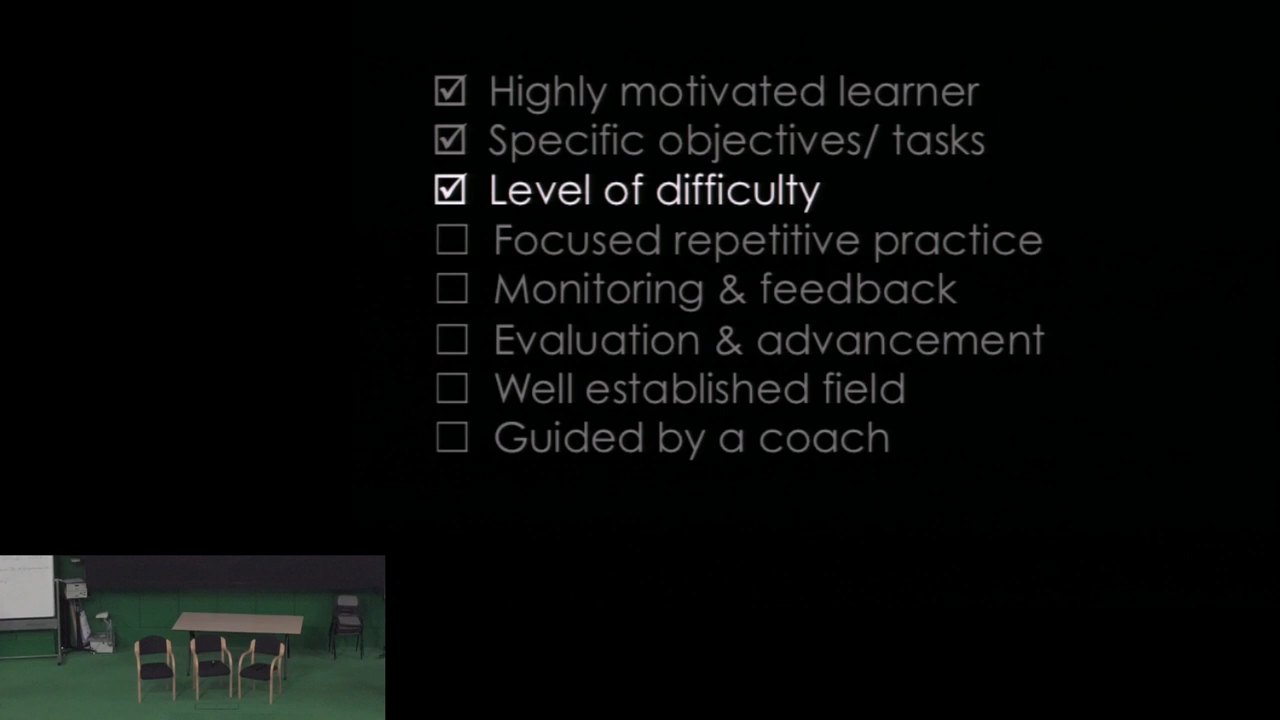 ☑ Highly motivated learner
☑ Specific objectives/ tasks
☑ Level of difficulty
☐ Focused repetitive practice
☐ Monitoring & feedback
☐ Evaluation & advancement
☐ Well established field
☐ Guided by a coach